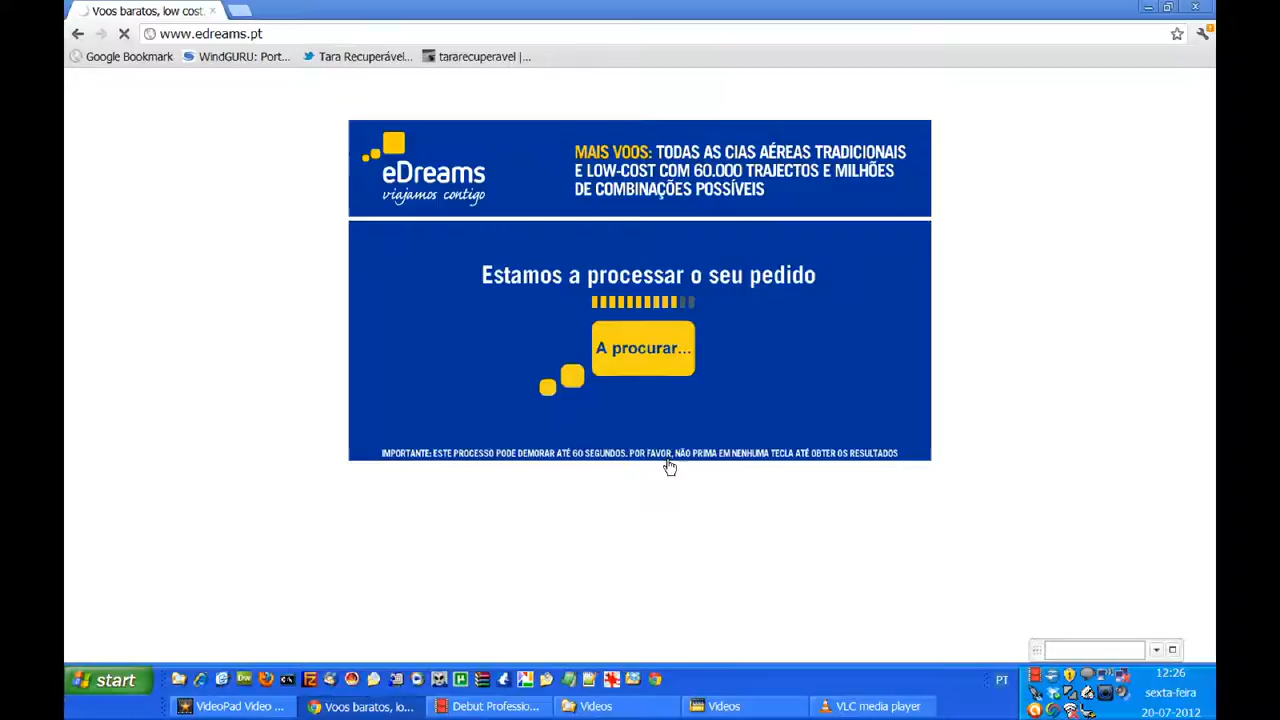 Voos baratos, low cost.
www.edreams.pt
Google Bookmark
WindGURU: Port...
Tara Recuperável...
tararecuperavel |...
eDreams
viajamos contigo
MAIS VOOS: TODAS AS CIAS AÉREAS TRADICIONAIS
E LOW-COST COM 60.000 TRAJECTOS E MILHÕES
DE COMBINAÇÕES POSSÍVEIS
Estamos a processar o seu pedido
A procurar...
IMPORTANTE: ESTE PROCESSO PODE DEMORAR ATÉ 60 SEGUNDOS. POR FAVOR, NÃO PRIMA EM NENHUMA TECLA ATÉ OBTER OS RESULTADOS
start
PT
12:26
sexta-feira
20-07-2012
VideoPad Video ...
Voos baratos, lo...
Debut Professio...
Videos
Videos
VLC media player